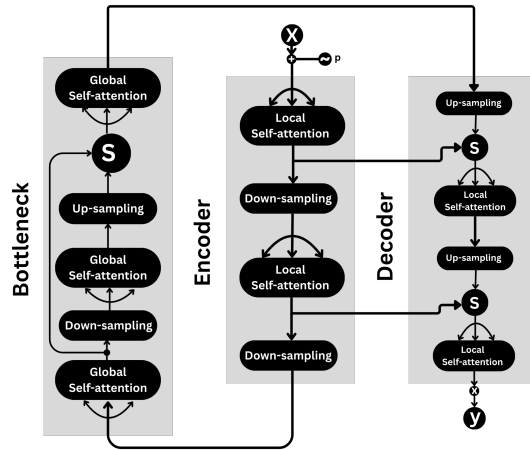 Bottleneck
Global
Self-attention
S
Up-sampling
Global
Self-attention
Down-sampling
Global
Self-attention
Encoder
X
+
~ p
Local
Self-attention
Down-sampling
Local
Self-attention
Down-sampling
Decoder
Up-sampling
S
Local
Self-attention
Up-sampling
S
Local
Self-attention
x
y